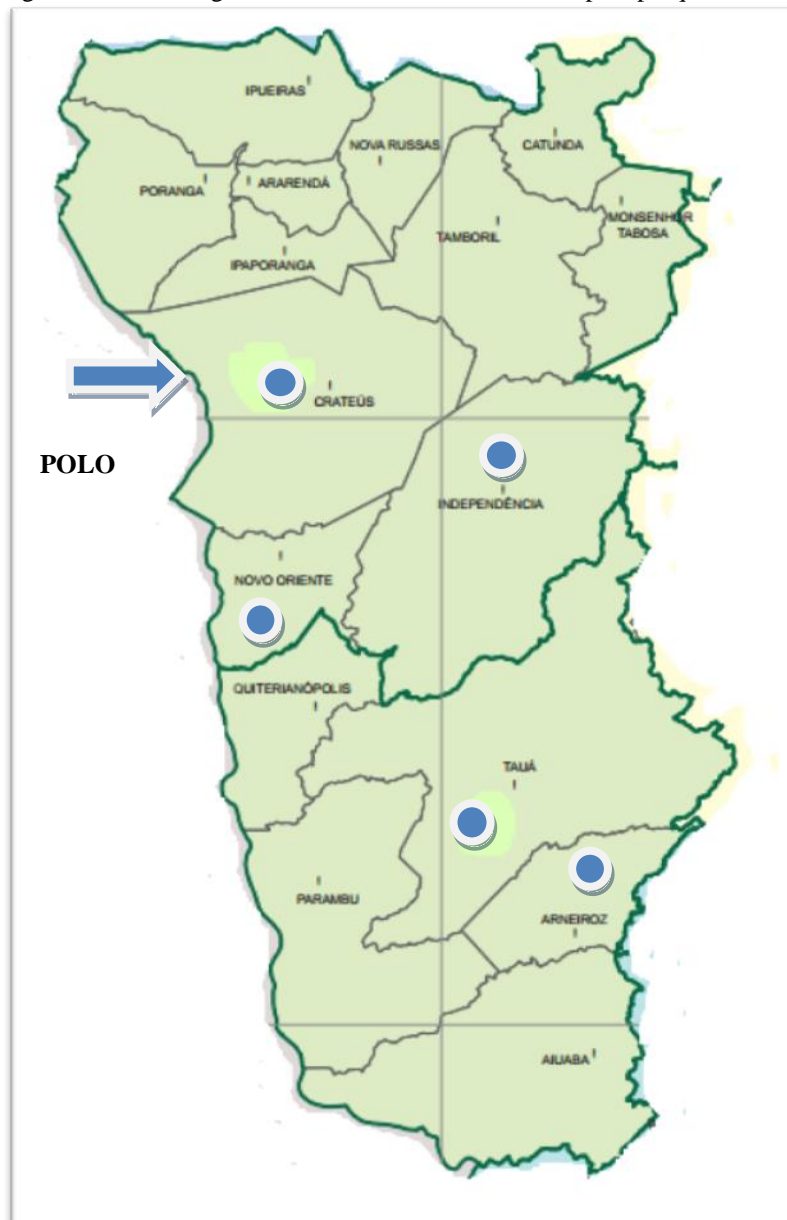 IPUEIRAS
NOVA RUSSAS
CATUNDA
PORANGA
ARARENDÁ
MONSENHOR
TABOSA
TAMBORIL
IPAPORANGA
CRATEÚS
POLO
INDEPENDÊNCIA
NOVO ORIENTE
QUITERIANÓPOLIS
TAUÁ
PARAMBU
ARNEIROZ
AIUABA